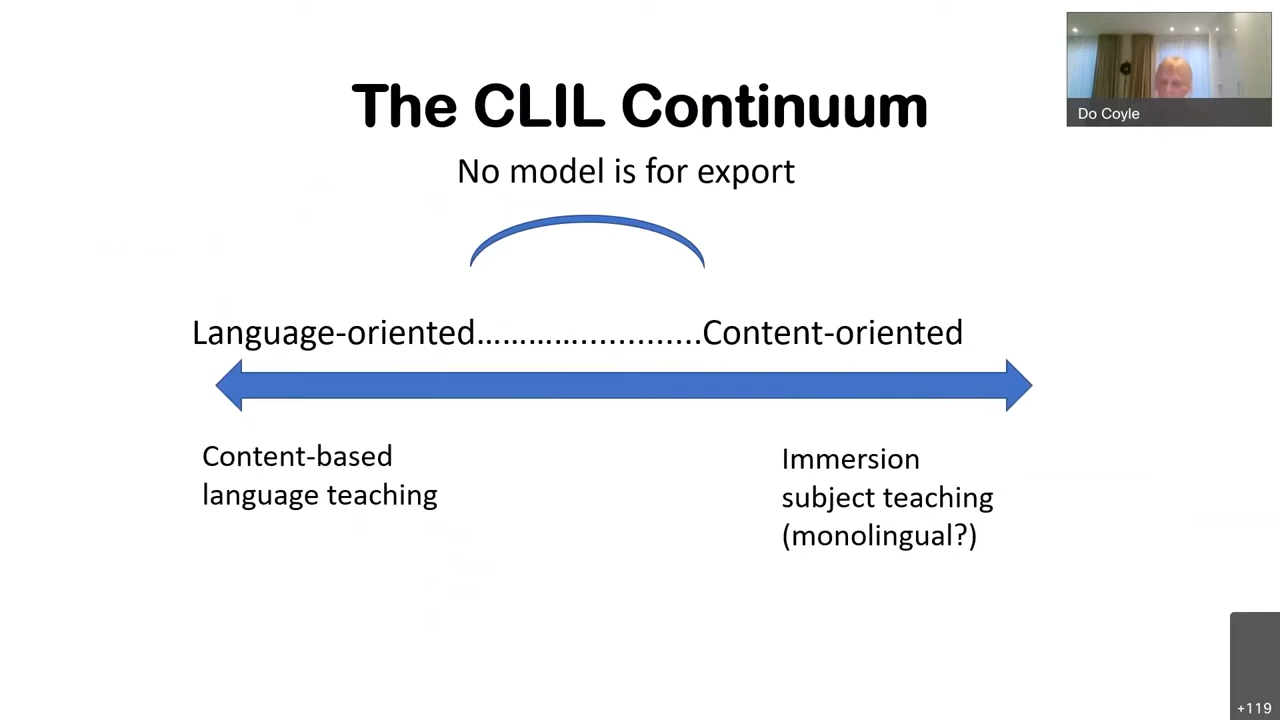 The CLIL Continuum
Do Coyle
No model is for export
Language-oriented……………………….Content-oriented
Content-based
language teaching
Immersion
subject teaching
(monolingual?)
+119